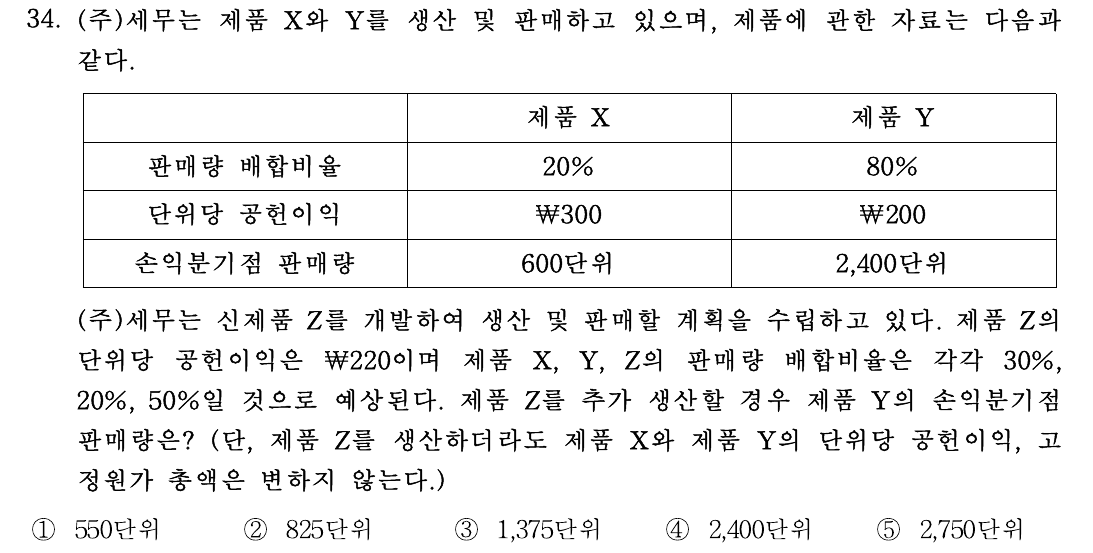 34. (주)세무는 제품 X와 Y를 생산 및 판매하고 있으며, 제품에 관한 자료는 다음과
같다.
제품 X 제품 Y
판매량 배합비율 20% 80%
단위당 공헌이익 ₩300 ₩200
손익분기점 판매량 600단위 2,400단위
(주)세무는 신제품 Z를 개발하여 생산 및 판매할 계획을 수립하고 있다. 제품 Z의
단위당 공헌이익은 ₩220이며 제품 X, Y, Z의 판매량 배합비율은 각각 30%,
20%, 50%일 것으로 예상된다. 제품 Z를 추가 생산할 경우 제품 Y의 손익분기점
판매량은? (단, 제품 Z를 생산하더라도 제품 X와 제품 Y의 단위당 공헌이익, 고
정원가 총액은 변하지 않는다.)
① 550단위 ② 825단위 ③ 1,375단위 ④ 2,400단위 ⑤ 2,750단위